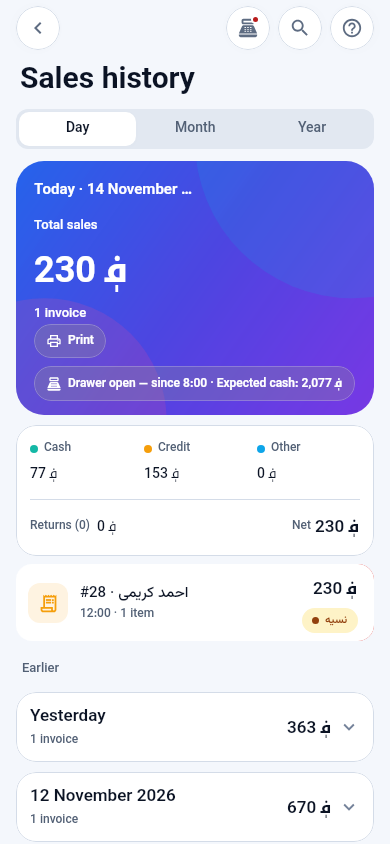 Sales history
Day Month Year
Today · 14 November ...
Total sales
230 ؋
1 invoice
Print
Drawer open — since 8:00 · Expected cash: 2,077 ؋
Cash Credit Other
77 ؋ 153 ؋ 0 ؋
Returns (0) 0 ؋ Net 230 ؋
#28 · احمد کریمی 230 ؋
12:00 · 1 item نسیه
Earlier
Yesterday 363 ؋
1 invoice
12 November 2026 670 ؋
1 invoice